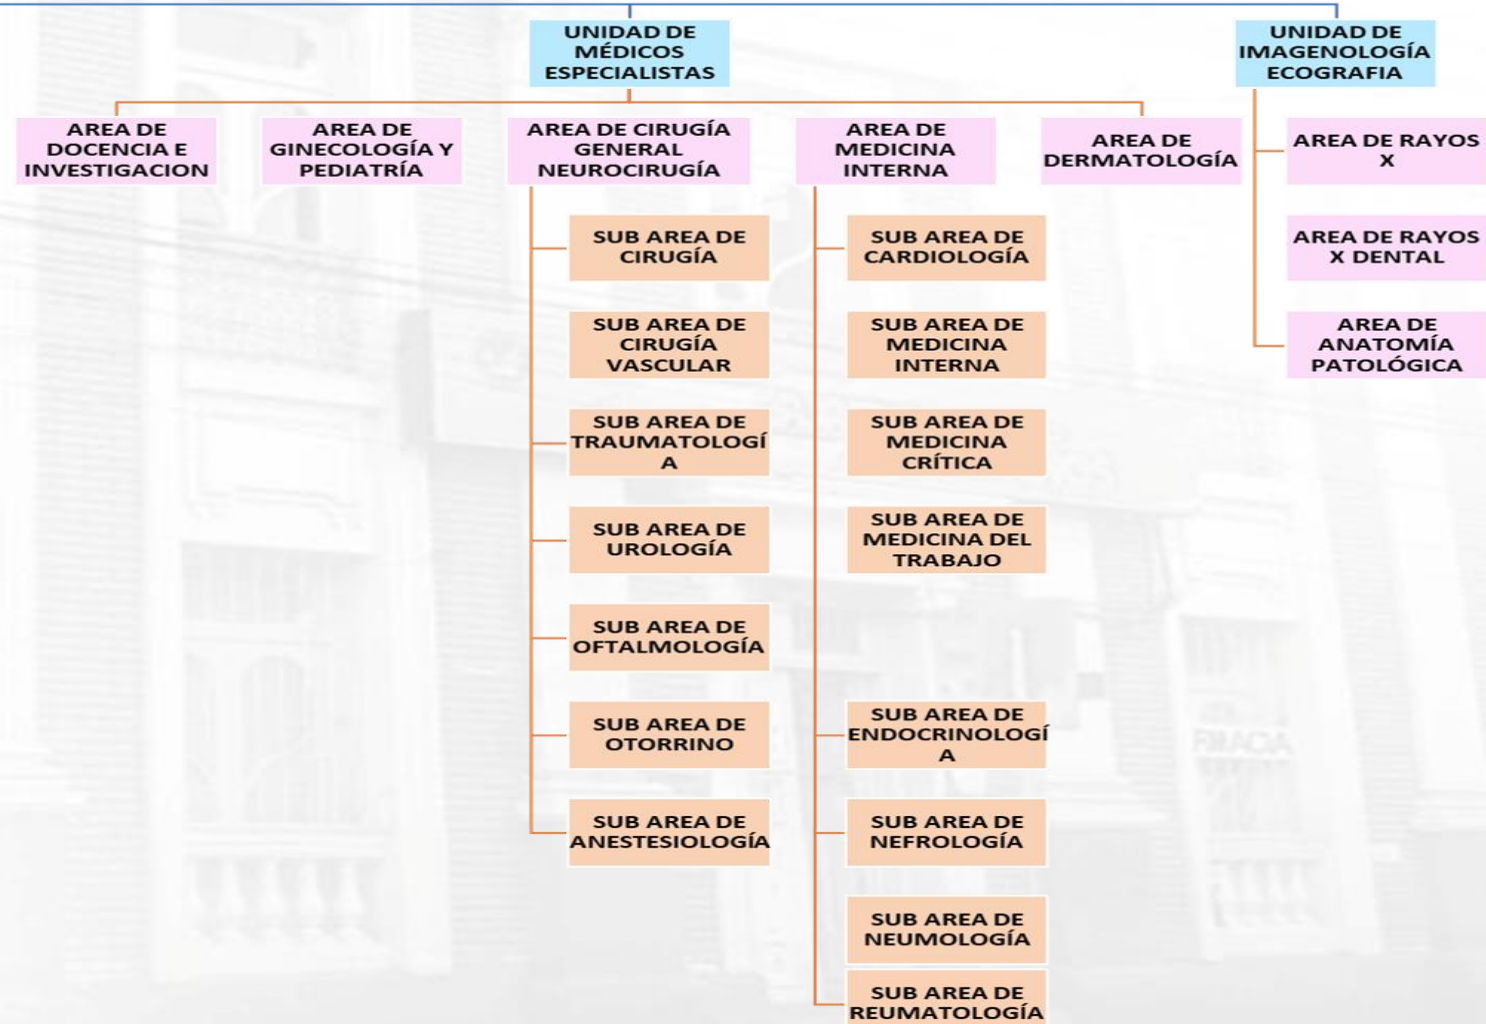 UNIDAD DE
MÉDICOS
ESPECIALISTAS
UNIDAD DE
IMAGENOLOGÍA
ECOGRAFIA
AREA DE
DOCENCIA E
INVESTIGACION
AREA DE
GINECOLOGÍA Y
PEDIATRÍA
AREA DE CIRUGÍA
GENERAL
NEUROCIRUGÍA
AREA DE
MEDICINA
INTERNA
AREA DE
DERMATOLOGÍA
AREA DE RAYOS
X
SUB AREA DE
CIRUGÍA
SUB AREA DE
CARDIOLOGÍA
AREA DE RAYOS
X DENTAL
SUB AREA DE
CIRUGÍA
VASCULAR
SUB AREA DE
MEDICINA
INTERNA
AREA DE
ANATOMÍA
PATOLÓGICA
SUB AREA DE
TRAUMATOLOGÍ
A
SUB AREA DE
MEDICINA
CRÍTICA
SUB AREA DE
UROLOGÍA
SUB AREA DE
MEDICINA DEL
TRABAJO
SUB AREA DE
OFTALMOLOGÍA
SUB AREA DE
OTORRINO
SUB AREA DE
ENDOCRINOLOGÍ
A
SUB AREA DE
ANESTESIOLOGÍA
SUB AREA DE
NEFROLOGÍA
SUB AREA DE
NEUMOLOGÍA
SUB AREA DE
REUMATOLOGÍA